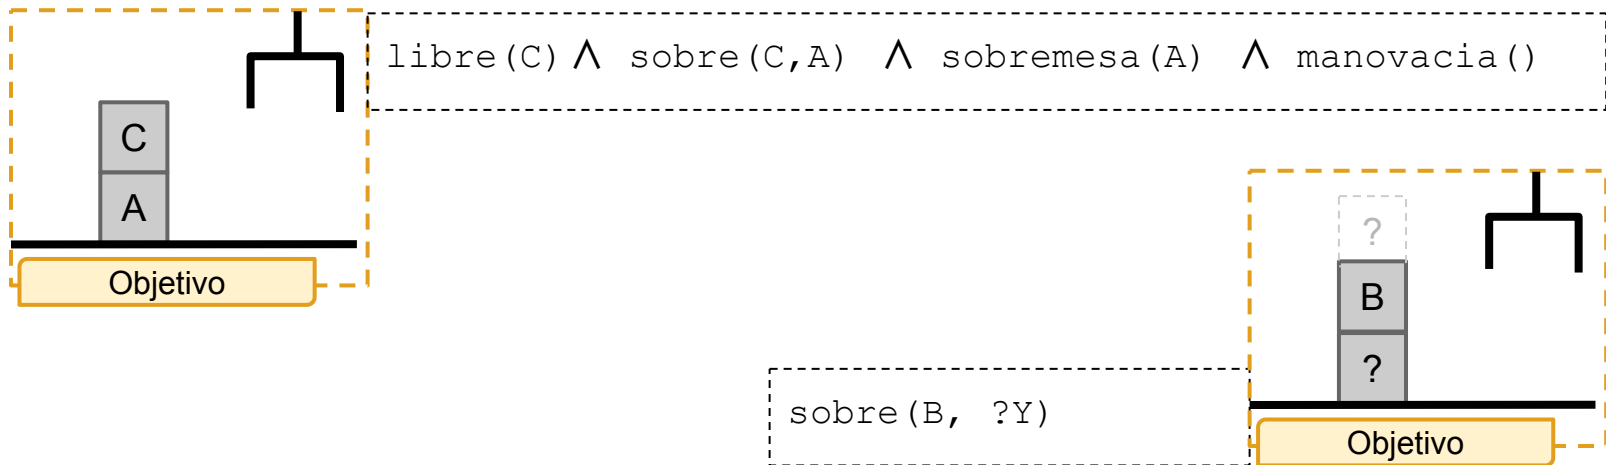 libre(C) ∧ sobre(C,A) ∧ sobremesa(A) ∧ manovacia()
C
A
Objetivo
?
B
?
sobre(B, ?Y)
Objetivo